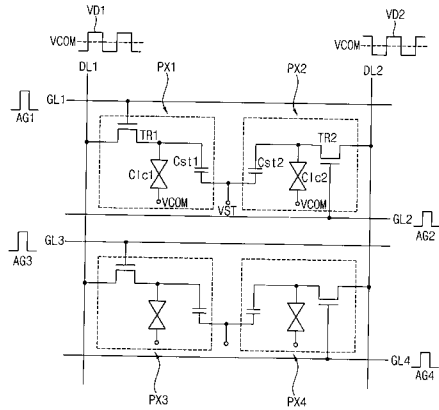 VD1 VD2
VCOM VCOM
DL1 PX1 PX2 DL2
GL1
AG1
TR1 TR2
Cst1 Cst2
Clc1 Clc2
VCOM VST VCOM
GL2
AG2
GL3
AG3
GL4
AG4
PX3 PX4